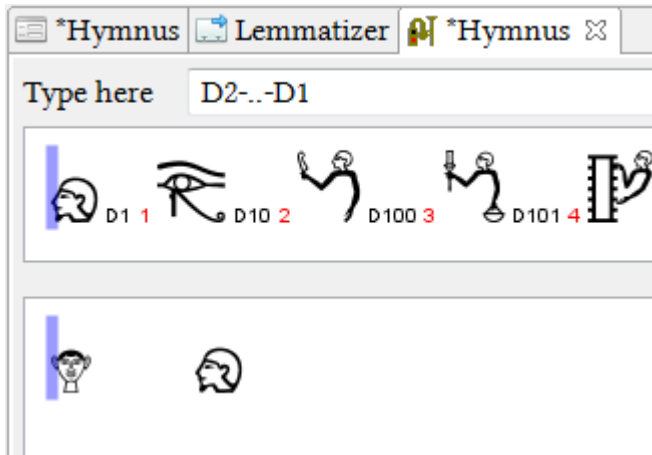 *Hymnus Lemmatizer *Hymnus
Type here D2-..-D1
D1 1 D10 2 D100 3 D101 4